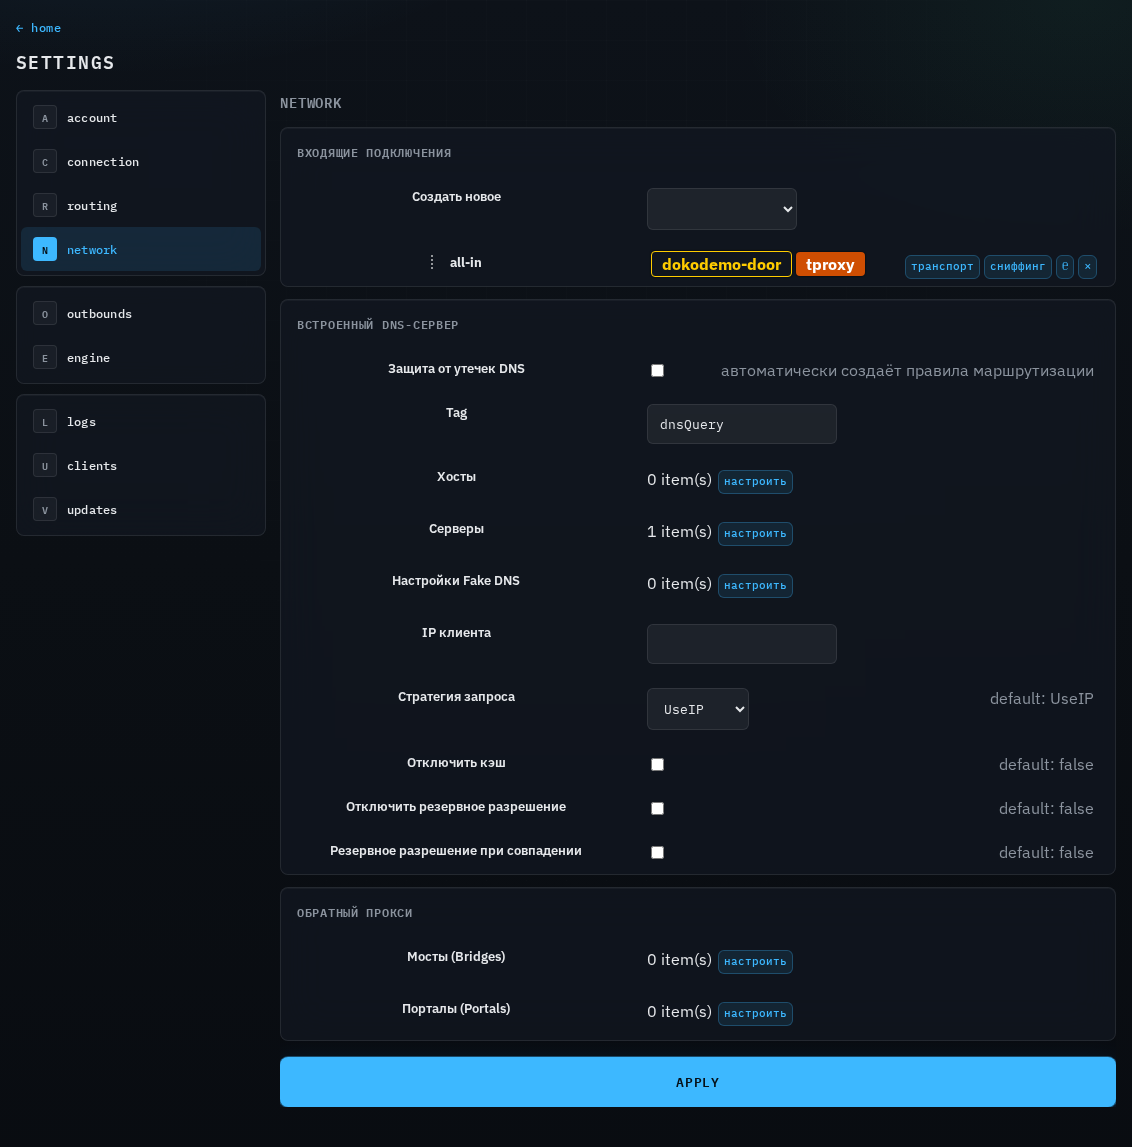 ← home
SETTINGS
A account
C connection
R routing
N network
O outbounds
E engine
L logs
U clients
V updates
NETWORK
ВХОДЯЩИЕ ПОДКЛЮЧЕНИЯ
Создать новое
⋮ all-in dokodemo-door tproxy транспорт сниффинг ℮ ×
ВСТРОЕННЫЙ DNS-СЕРВЕР
Защита от утечек DNS автоматически создаёт правила маршрутизации
Tag dnsQuery
Хосты 0 item(s) настроить
Серверы 1 item(s) настроить
Настройки Fake DNS 0 item(s) настроить
IP клиента
Стратегия запроса UseIP default: UseIP
Отключить кэш default: false
Отключить резервное разрешение default: false
Резервное разрешение при совпадении default: false
ОБРАТНЫЙ ПРОКСИ
Мосты (Bridges) 0 item(s) настроить
Порталы (Portals) 0 item(s) настроить
APPLY